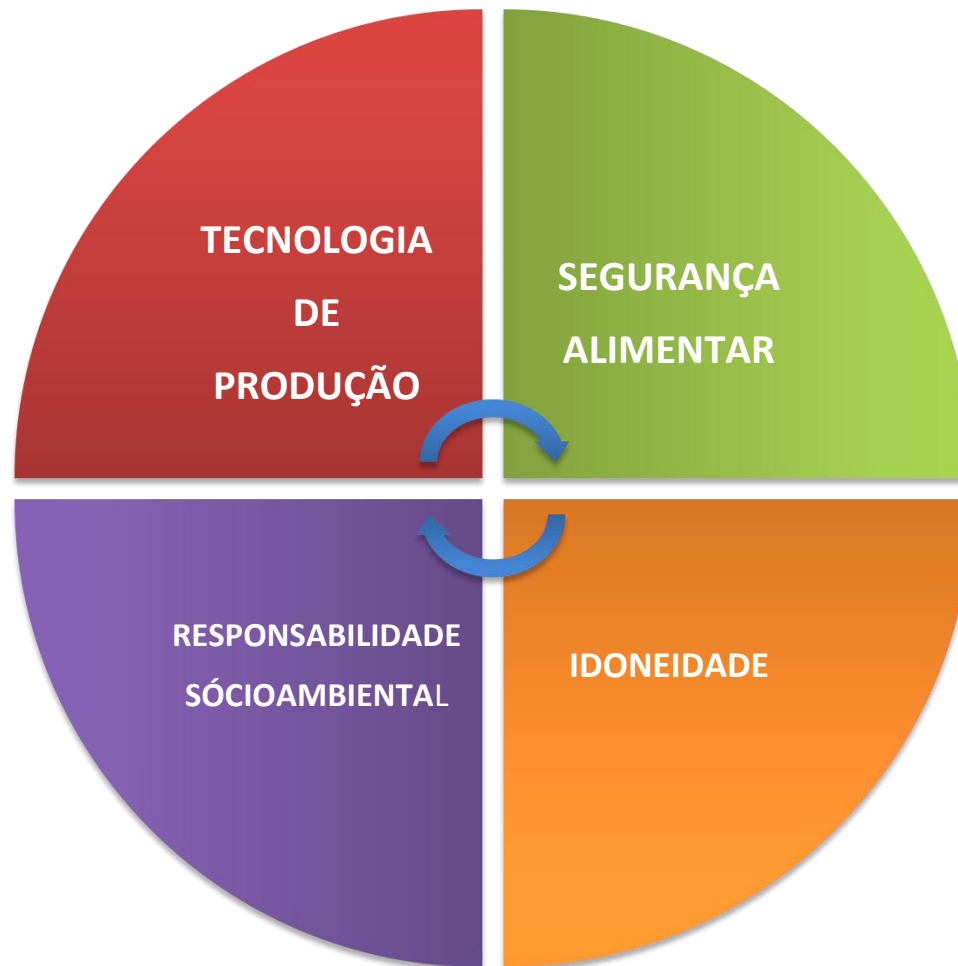 TECNOLOGIA
DE
PRODUÇÃO
SEGURANÇA
ALIMENTAR
RESPONSABILIDADE
SÓCIOAMBIENTAL
IDONEIDADE